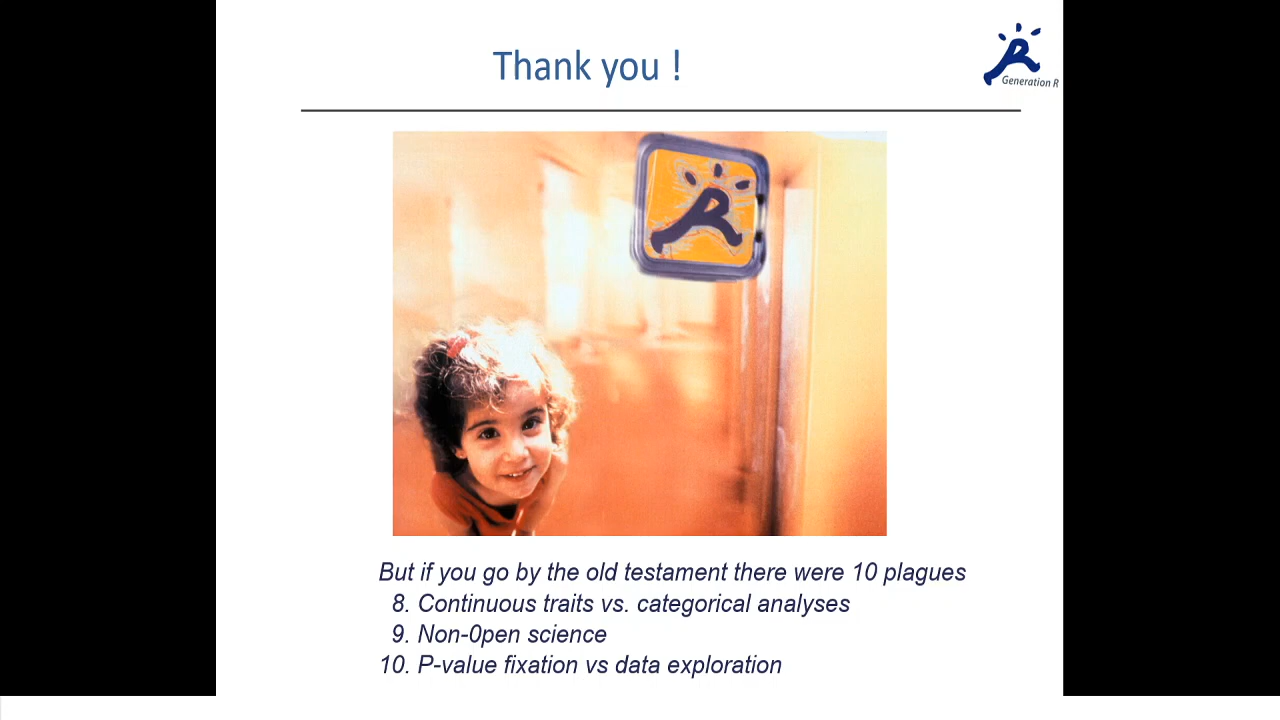 Thank you !
Generation R
But if you go by the old testament there were 10 plagues
8. Continuous traits vs. categorical analyses
9. Non-0pen science
10. P-value fixation vs data exploration